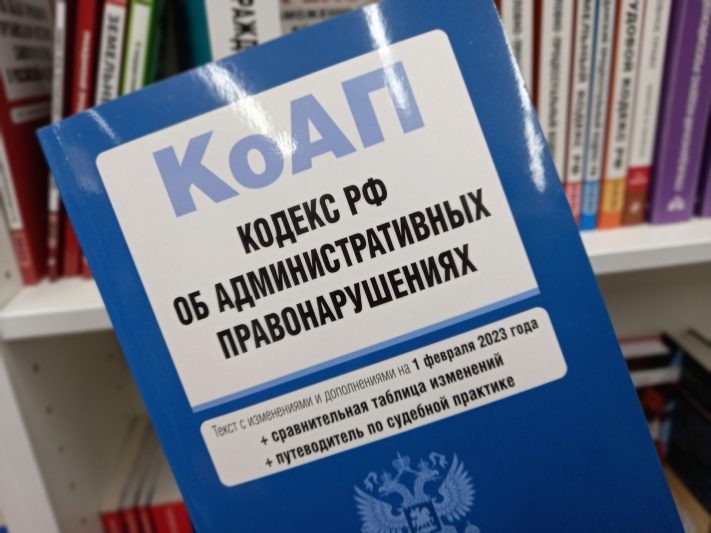 КоАП
КОДЕКС РФ
ОБ АДМИНИСТРАТИВНЫХ
ПРАВОНАРУШЕНИЯХ
Текст с изменениями и дополнениями на 1 февраля 2023 года
+ сравнительная таблица изменений
+ путеводитель по судебной практике